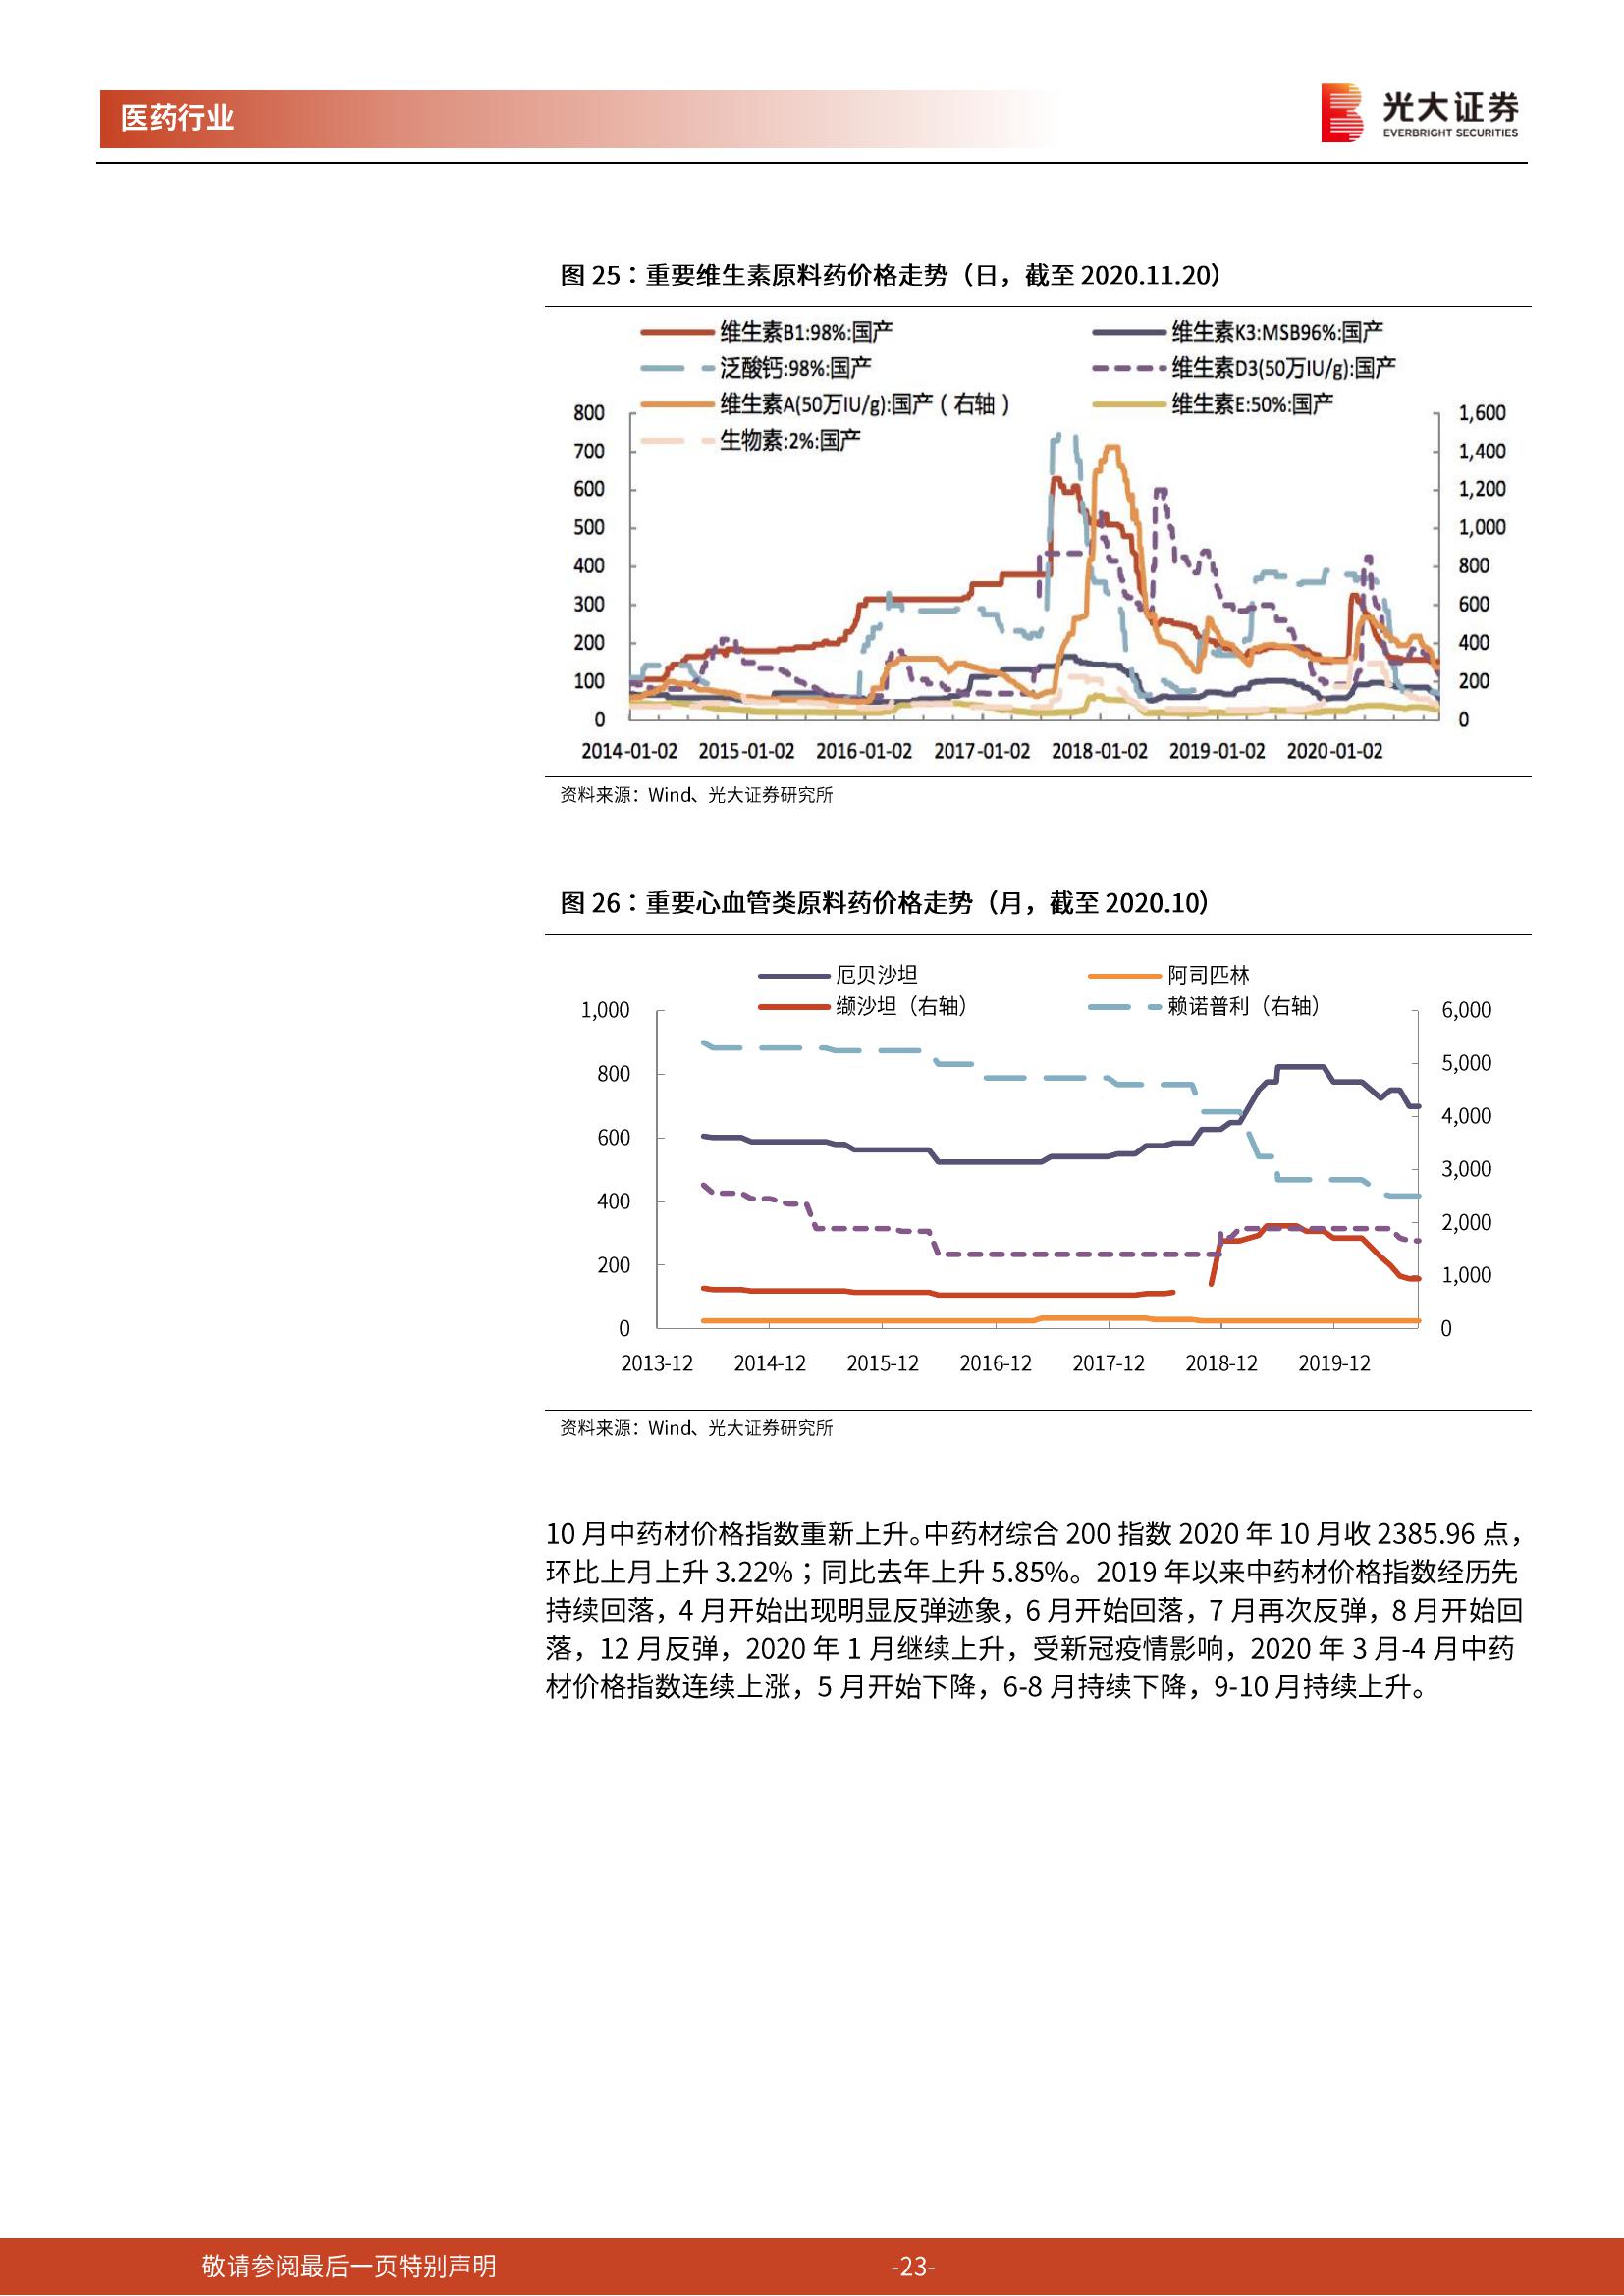 医药行业
光大证券
EVERBRIGHT SECURITIES
图 25：重要维生素原料药价格走势（日，截至 2020.11.20）
维生素B1:98%:国产
维生素K3:MSB96%:国产
泛酸钙:98%:国产
维生素D3(50万IU/g):国产
维生素A(50万IU/g):国产（右轴）
维生素E:50%:国产
生物素:2%:国产
800
700
600
500
400
300
200
100
0
1,600
1,400
1,200
1,000
800
600
400
200
0
2014-01-02 2015-01-02 2016-01-02 2017-01-02 2018-01-02 2019-01-02 2020-01-02
资料来源：Wind、光大证券研究所
图 26：重要心血管类原料药价格走势（月，截至 2020.10）
厄贝沙坦
阿司匹林
缬沙坦（右轴）
赖诺普利（右轴）
1,000
800
600
400
200
0
6,000
5,000
4,000
3,000
2,000
1,000
0
2013-12 2014-12 2015-12 2016-12 2017-12 2018-12 2019-12
资料来源：Wind、光大证券研究所
10 月中药材价格指数重新上升。中药材综合 200 指数 2020 年 10 月收 2385.96 点，
环比上月上升 3.22%；同比去年上升 5.85%。2019 年以来中药材价格指数经历先
持续回落，4 月开始出现明显反弹迹象，6 月开始回落，7 月再次反弹，8 月开始回
落，12 月反弹，2020 年 1 月继续上升，受新冠疫情影响，2020 年 3 月-4 月中药
材价格指数连续上涨，5 月开始下降，6-8 月持续下降，9-10 月持续上升。
敬请参阅最后一页特别声明
-23-